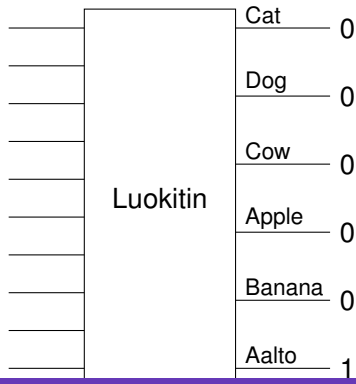 Cat 0
Dog 0
Cow 0
Luokitin
Apple 0
Banana 0
Aalto 1